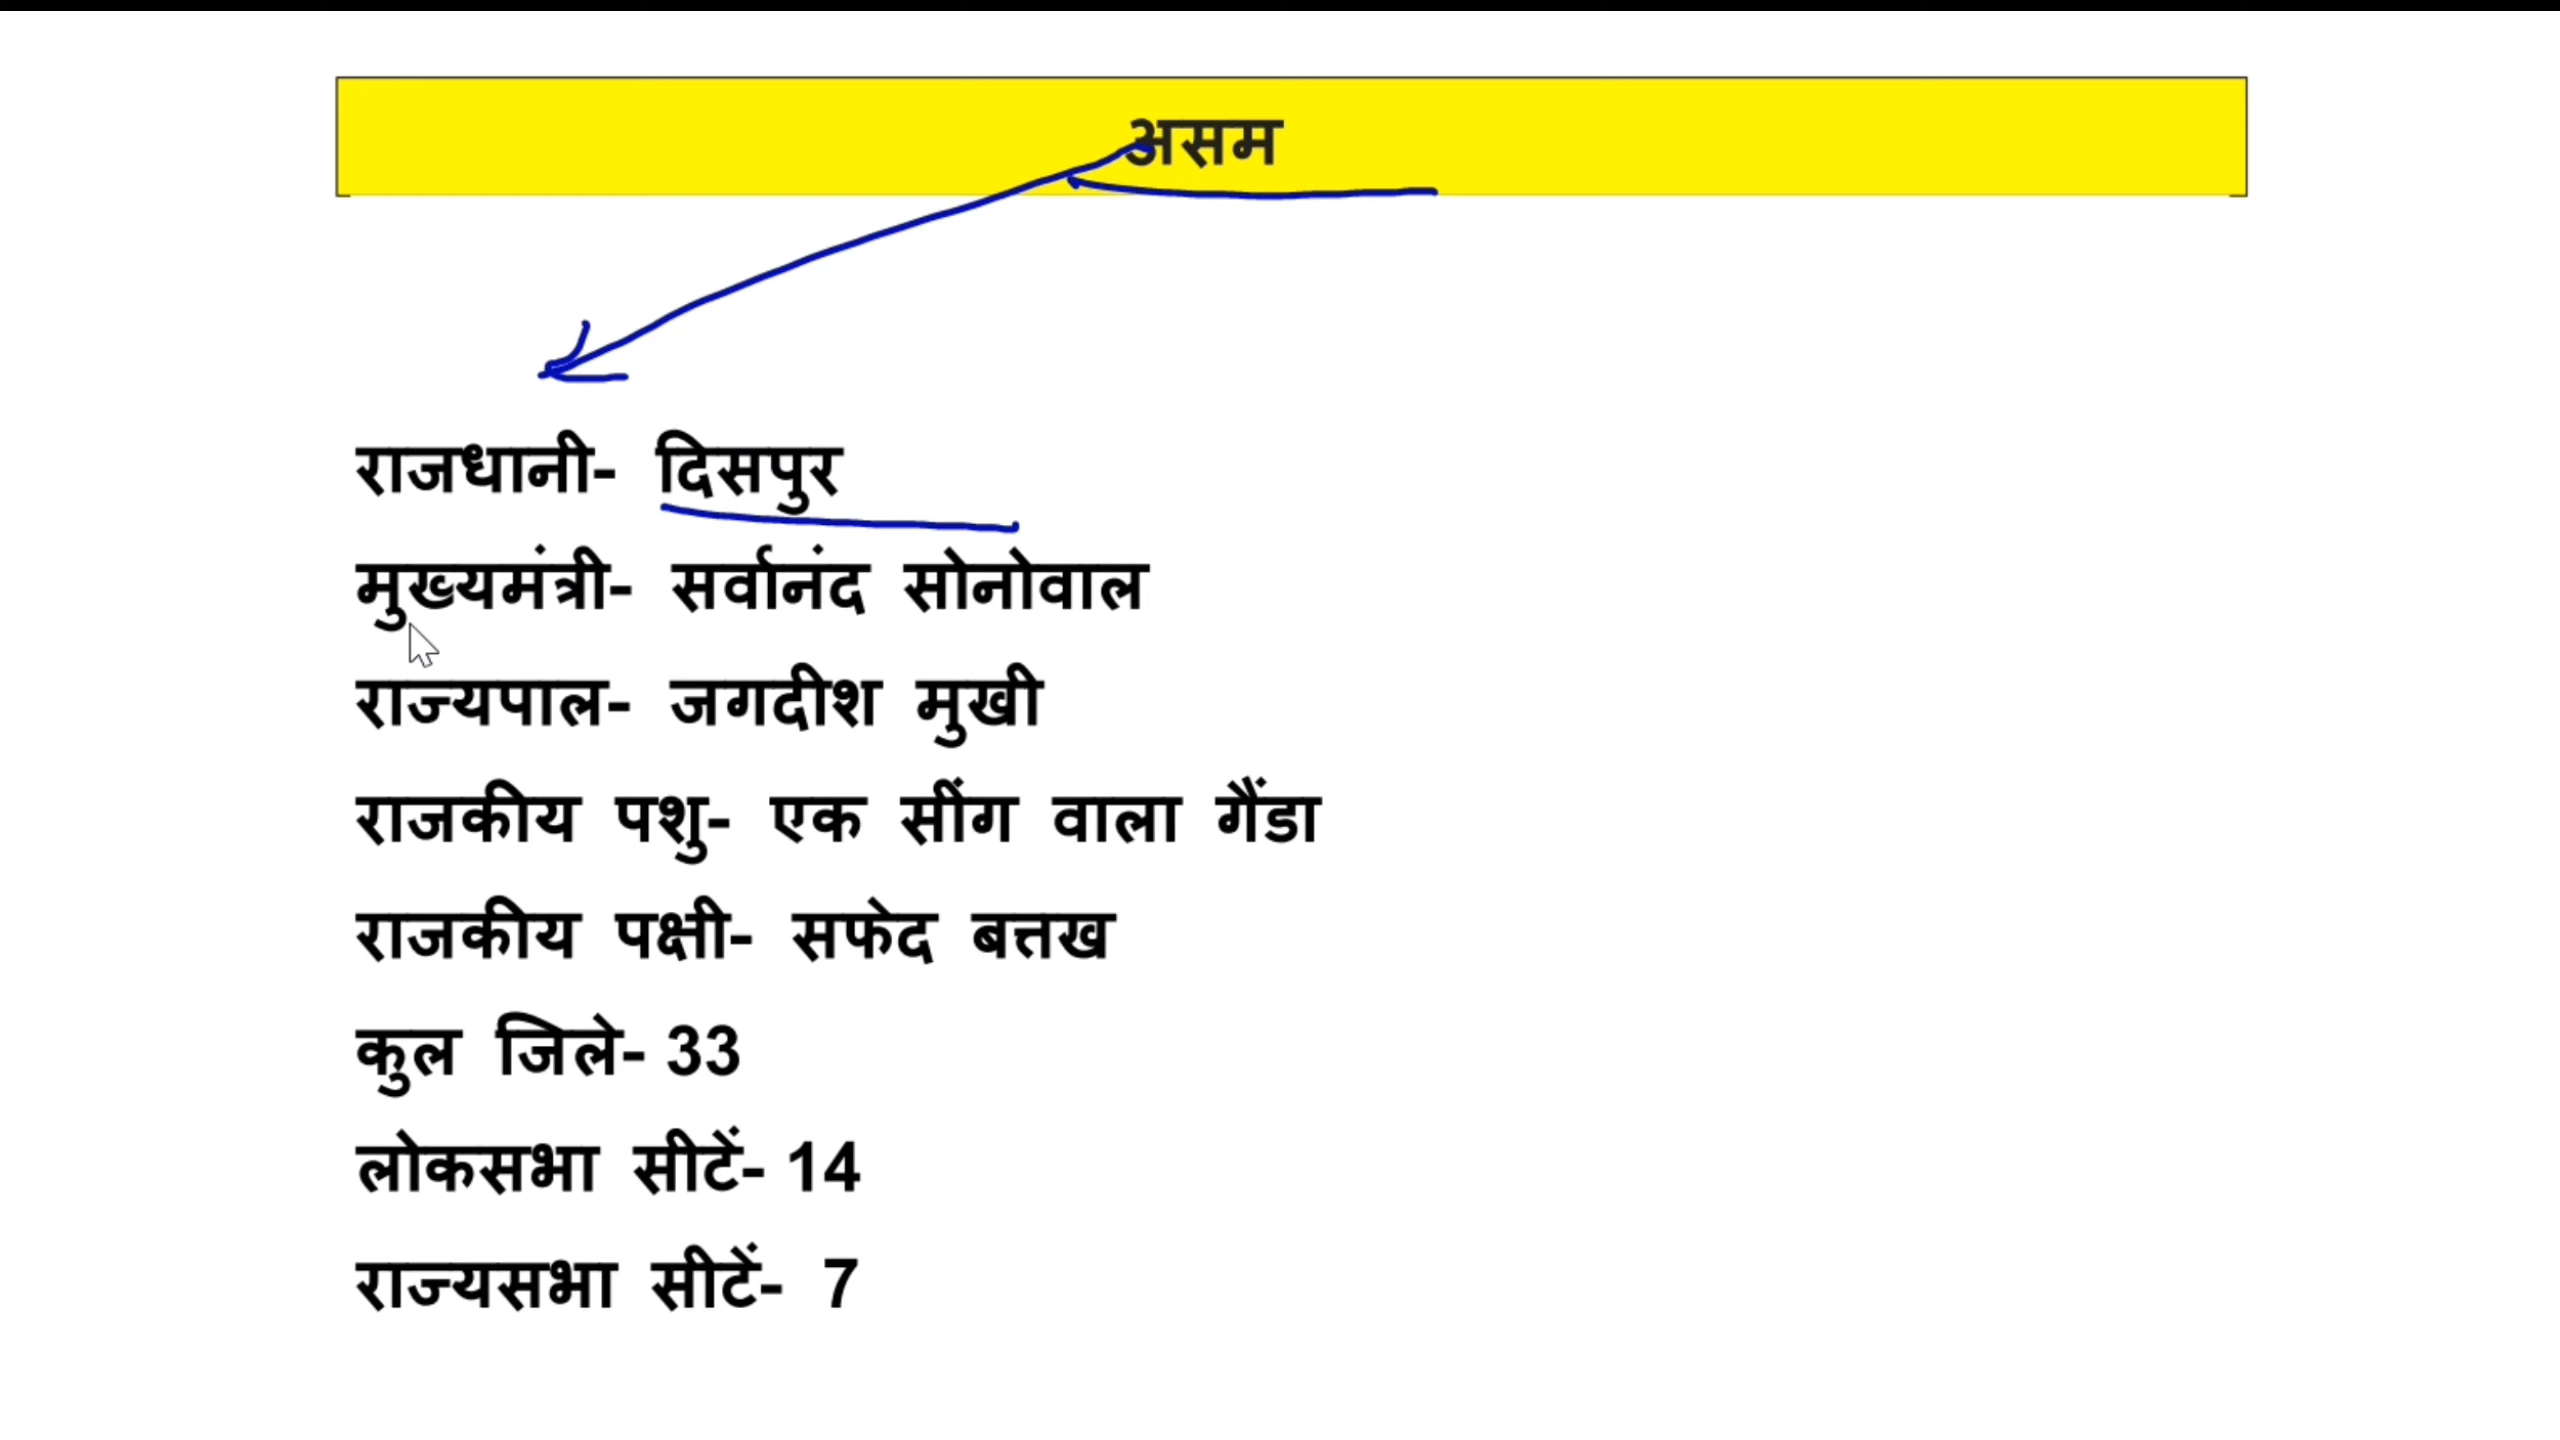 असम
राजधानी- दिसपुर
मुख्यमंत्री- सर्वानंद सोनोवाल
राज्यपाल- जगदीश मुखी
राजकीय पशु- एक सींग वाला गैंडा
राजकीय पक्षी- सफेद बत्तख
कुल जिले- 33
लोकसभा सीटें- 14
राज्यसभा सीटें- 7